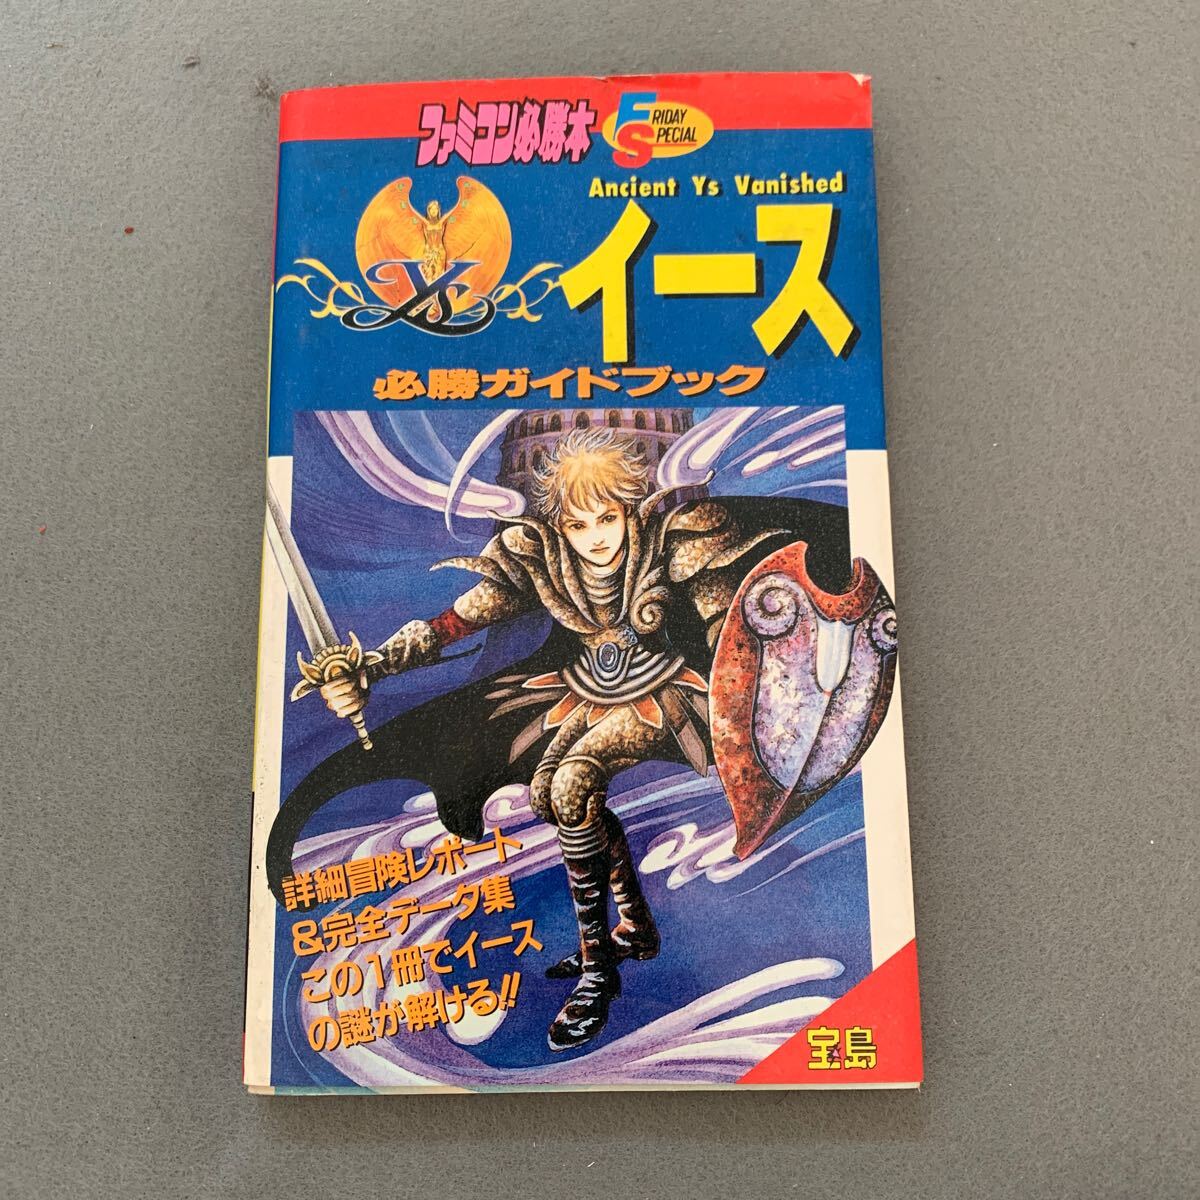 ファミコン必勝本
FRIDAY
SPECIAL
Ancient Ys Vanished
Ys
イース
必勝ガイドブック
詳細冒険レポート
&完全データ集
この1冊でイース
の謎が解ける!!
宝島